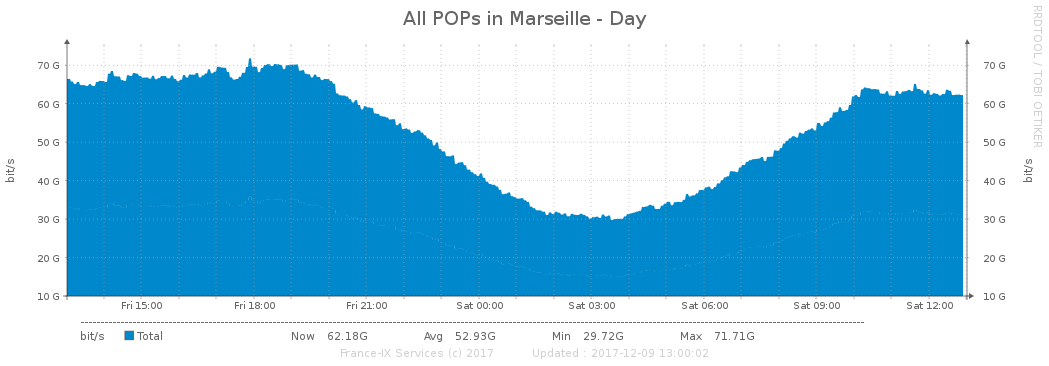 All POPs in Marseille - Day
RRDTOOL / TOBI OETIKER
bit/s
bit/s
70 G 70 G
60 G 60 G
50 G 50 G
40 G 40 G
30 G 30 G
20 G 20 G
10 G 10 G
Fri 15:00 Fri 18:00 Fri 21:00 Sat 00:00 Sat 03:00 Sat 06:00 Sat 09:00 Sat 12:00
bit/s Total Now 62.18G Avg 52.93G Min 29.72G Max 71.71G
France-IX Services (c) 2017 Updated : 2017-12-09 13:00:02